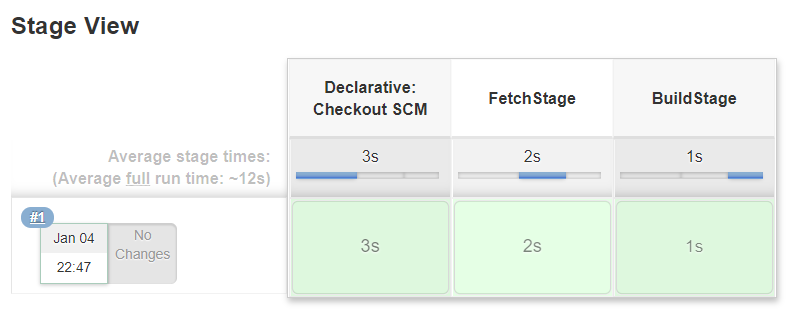 Stage View
Declarative:
Checkout SCM
FetchStage
BuildStage
Average stage times:
(Average full run time: ~12s)
3s
2s
1s
#1
Jan 04
22:47
No
Changes
3s
2s
1s